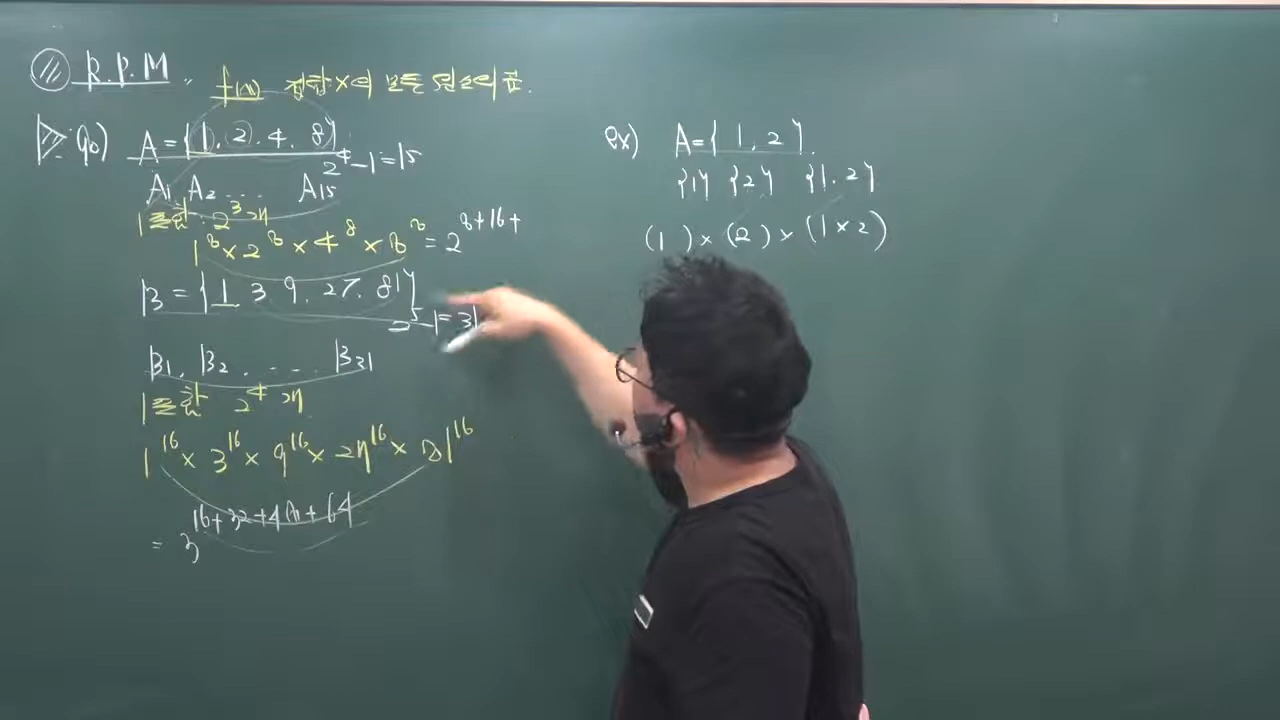 R.P.M
f(x) 집합 X의 모든 원소의 곱.
90) A={1, 2, 4, 8}
2⁴-1=15
A₁, A₂ ... A₁₅
1포함 : 2³개
1⁸ × 2⁸ × 4⁸ × 8⁸ = 2^{8+16+
B = {1 3 9. 27. 81}
2⁵-1=31
B₁, B₂ . . . . B₃₁
1포함 2⁴개
1¹⁶ × 3¹⁶ × 9¹⁶ × 27¹⁶ × 81¹⁶
= 3^{16+32+48+64}
ex) A={1, 2}.
{1} {2} {1, 2}
(1) × (2) × (1×2)